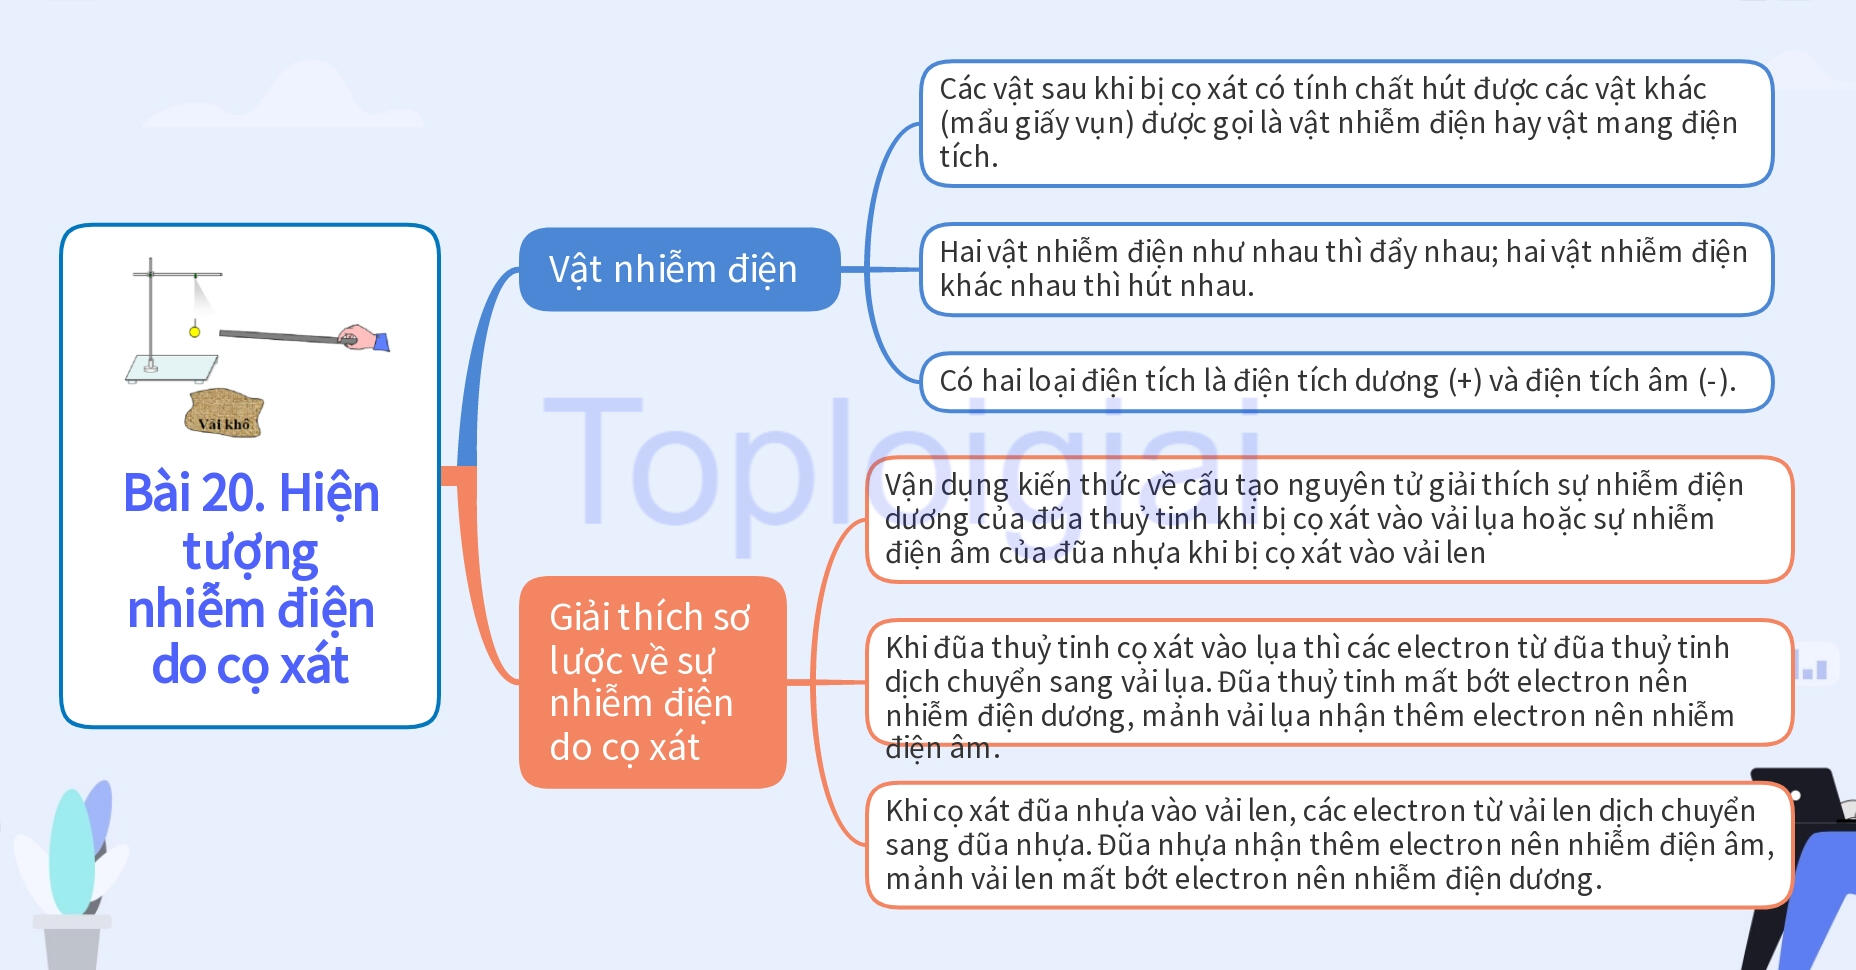 Các vật sau khi bị cọ xát có tính chất hút được các vật khác
(mẩu giấy vụn) được gọi là vật nhiễm điện hay vật mang điện
tích.
Vật nhiễm điện
Hai vật nhiễm điện như nhau thì đẩy nhau; hai vật nhiễm điện
khác nhau thì hút nhau.
Có hai loại điện tích là điện tích dương (+) và điện tích âm (-).
Vải khô
Bài 20. Hiện
tượng
nhiễm điện
do cọ xát
Toploigiai
Vận dụng kiến thức về cấu tạo nguyên tử giải thích sự nhiễm điện
dương của đũa thuỷ tinh khi bị cọ xát vào vải lụa hoặc sự nhiễm
điện âm của đũa nhựa khi bị cọ xát vào vải len
Giải thích sơ
lược về sự
nhiễm điện
do cọ xát
Khi đũa thuỷ tinh cọ xát vào lụa thì các electron từ đũa thuỷ tinh
dịch chuyển sang vải lụa. Đũa thuỷ tinh mất bớt electron nên
nhiễm điện dương, mảnh vải lụa nhận thêm electron nên nhiễm
điện âm.
Khi cọ xát đũa nhựa vào vải len, các electron từ vải len dịch chuyển
sang đũa nhựa. Đũa nhựa nhận thêm electron nên nhiễm điện âm,
mảnh vải len mất bớt electron nên nhiễm điện dương.